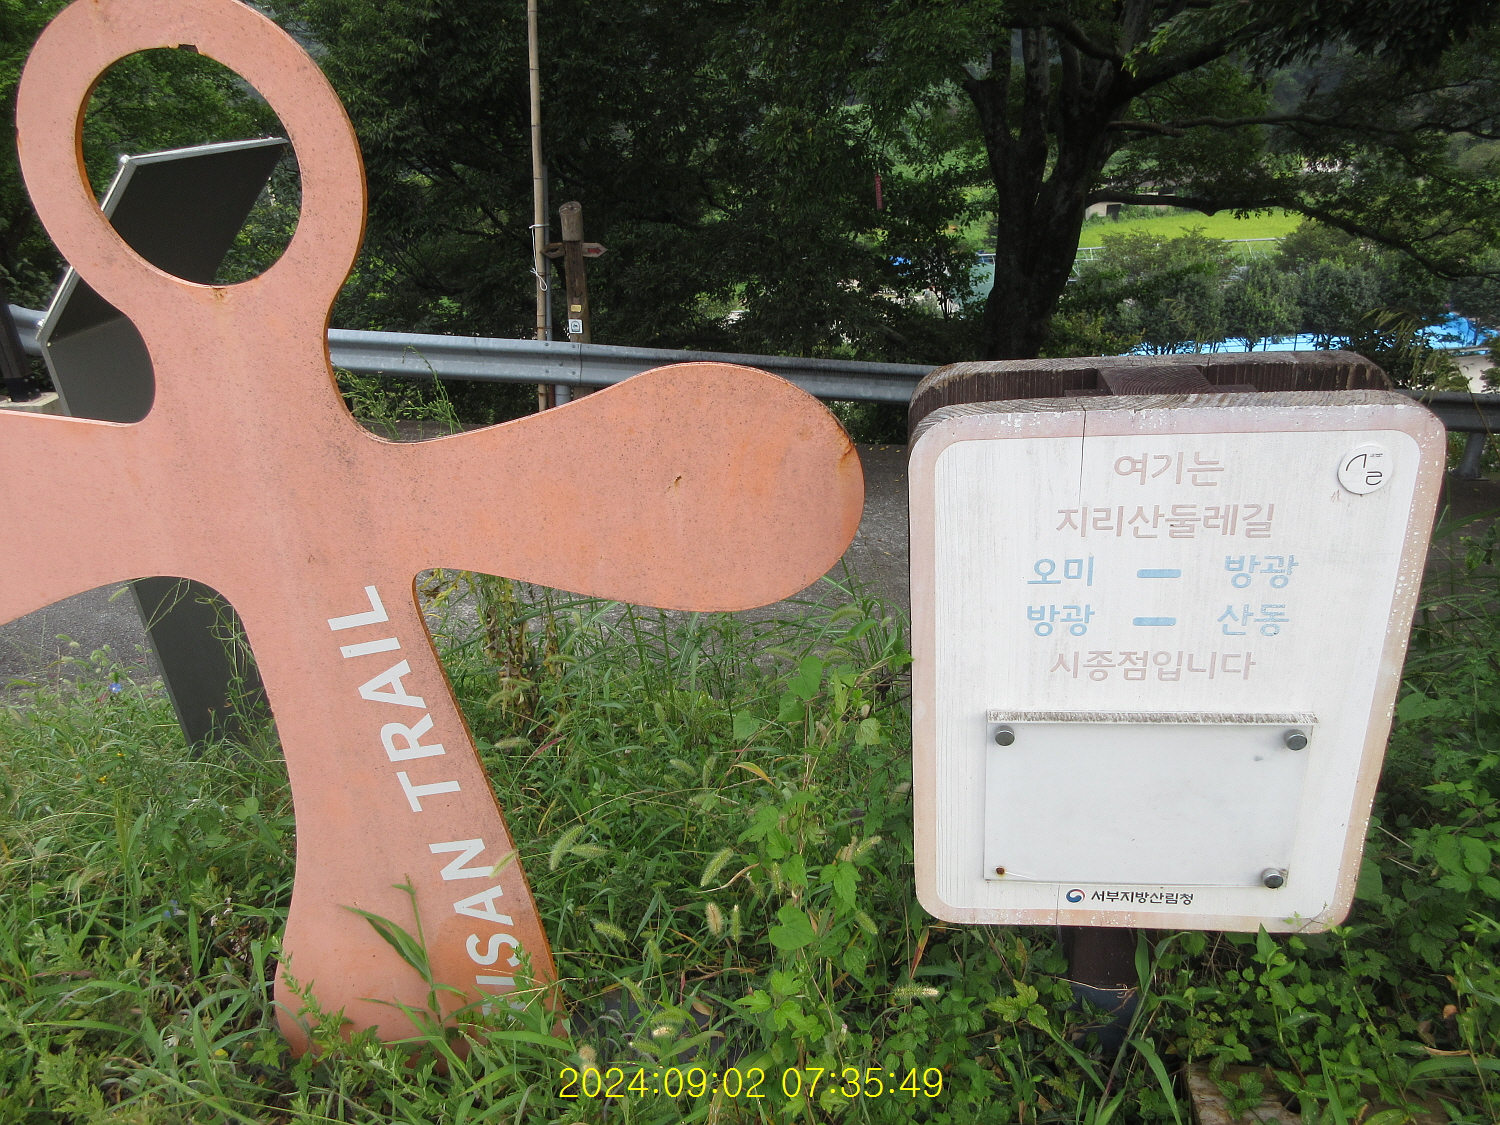 ISAN TRAIL
여기는
지리산둘레길
오미 - 방광
방광 - 산동
시종점입니다
서부지방산림청
2024:09:02 07:35:49